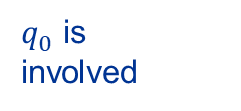 𝑞₀ is
involved